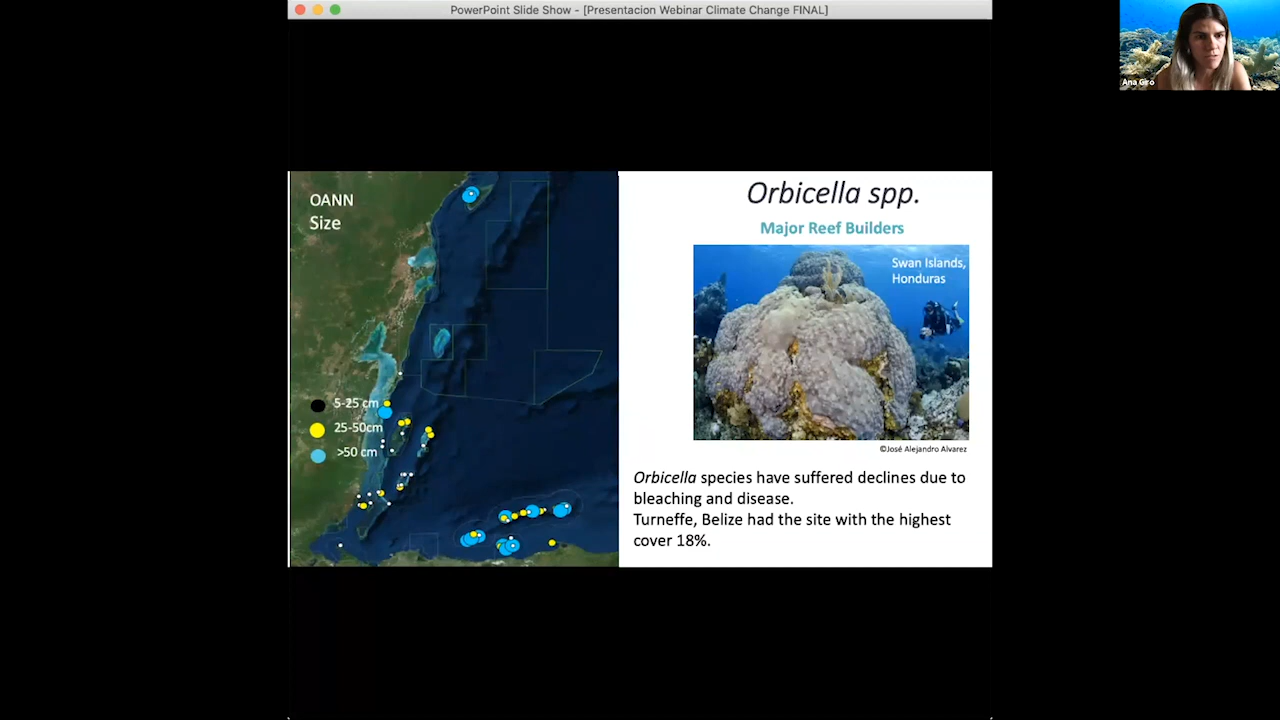 PowerPoint Slide Show - [Presentacion Webinar Climate Change FINAL]
Ana Giro
OANN
Size
5-25 cm
25-50cm
>50 cm
Orbicella spp.
Major Reef Builders
Swan Islands,
Honduras
©José Alejandro Alvarez
Orbicella species have suffered declines due to
bleaching and disease.
Turneffe, Belize had the site with the highest
cover 18%.